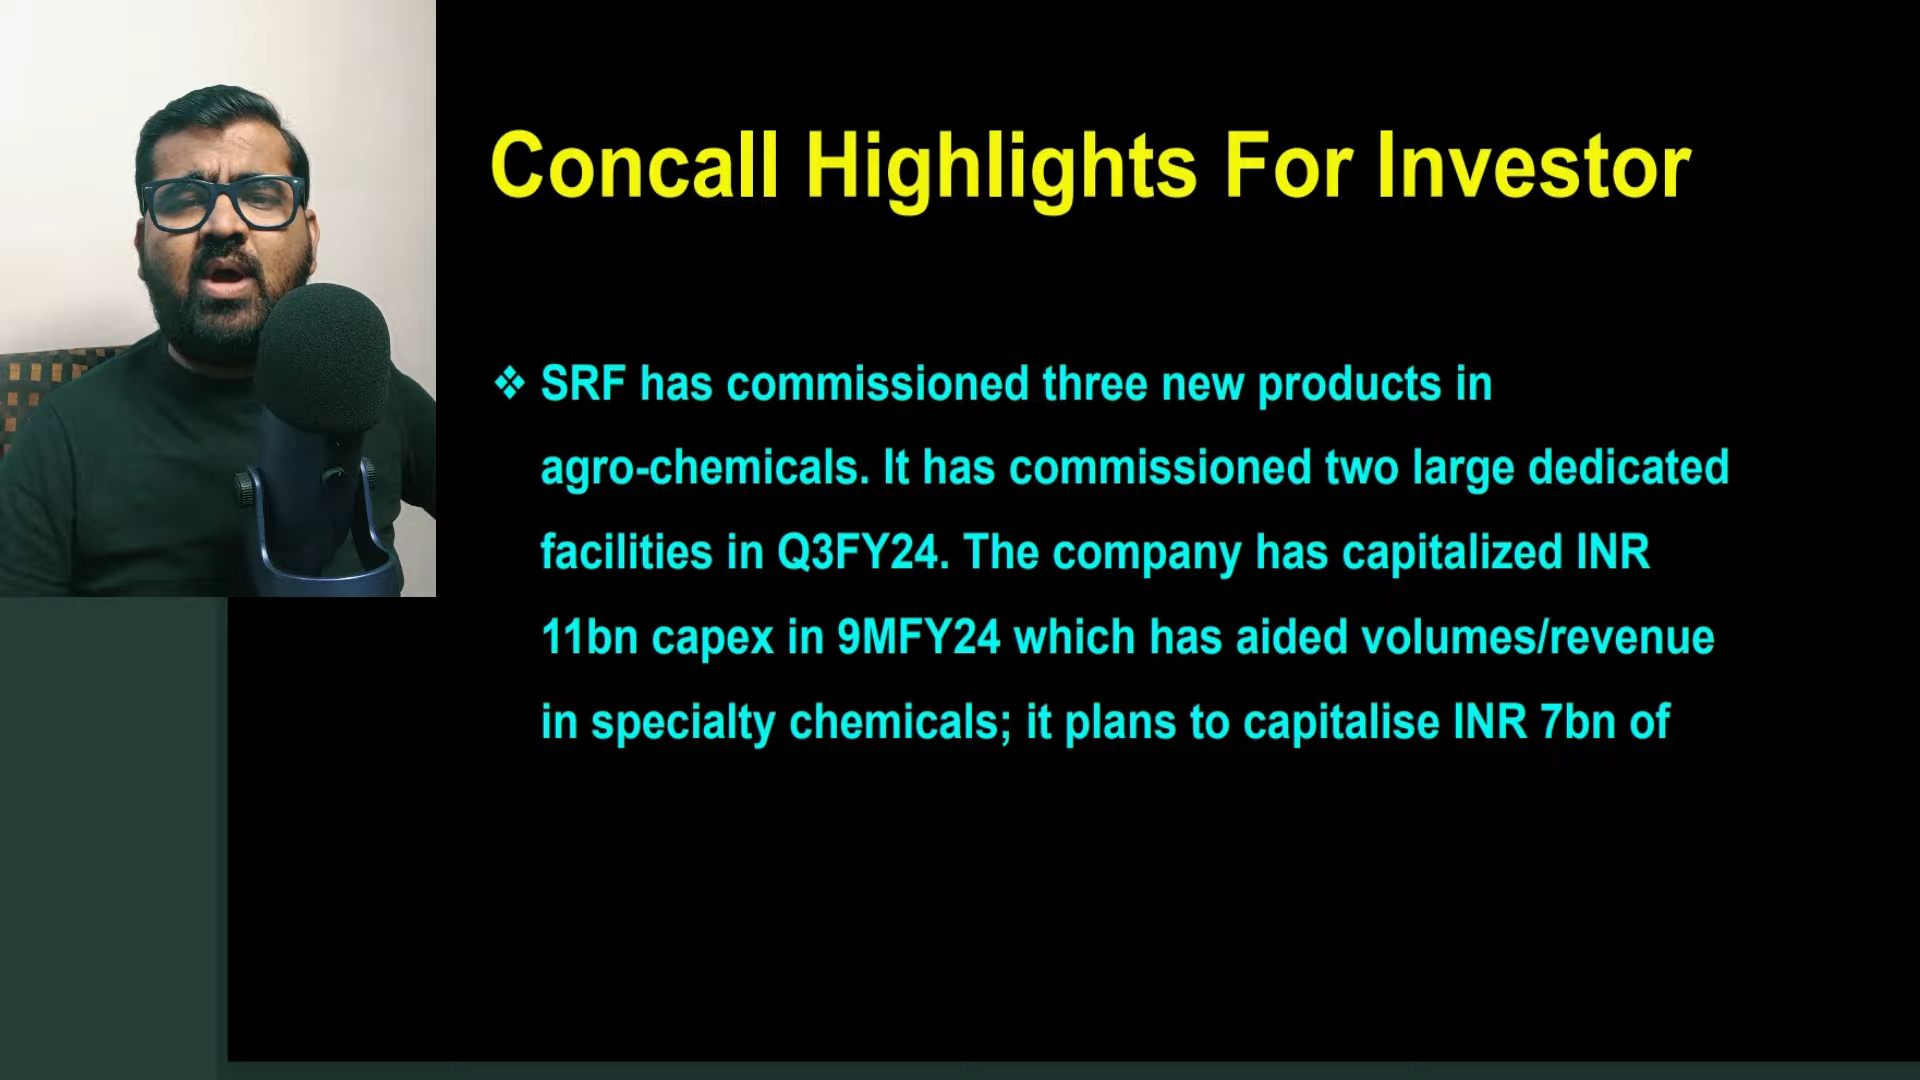 Concall Highlights For Investor
❖ SRF has commissioned three new products in
agro-chemicals. It has commissioned two large dedicated
facilities in Q3FY24. The company has capitalized INR
11bn capex in 9MFY24 which has aided volumes/revenue
in specialty chemicals; it plans to capitalise INR 7bn of